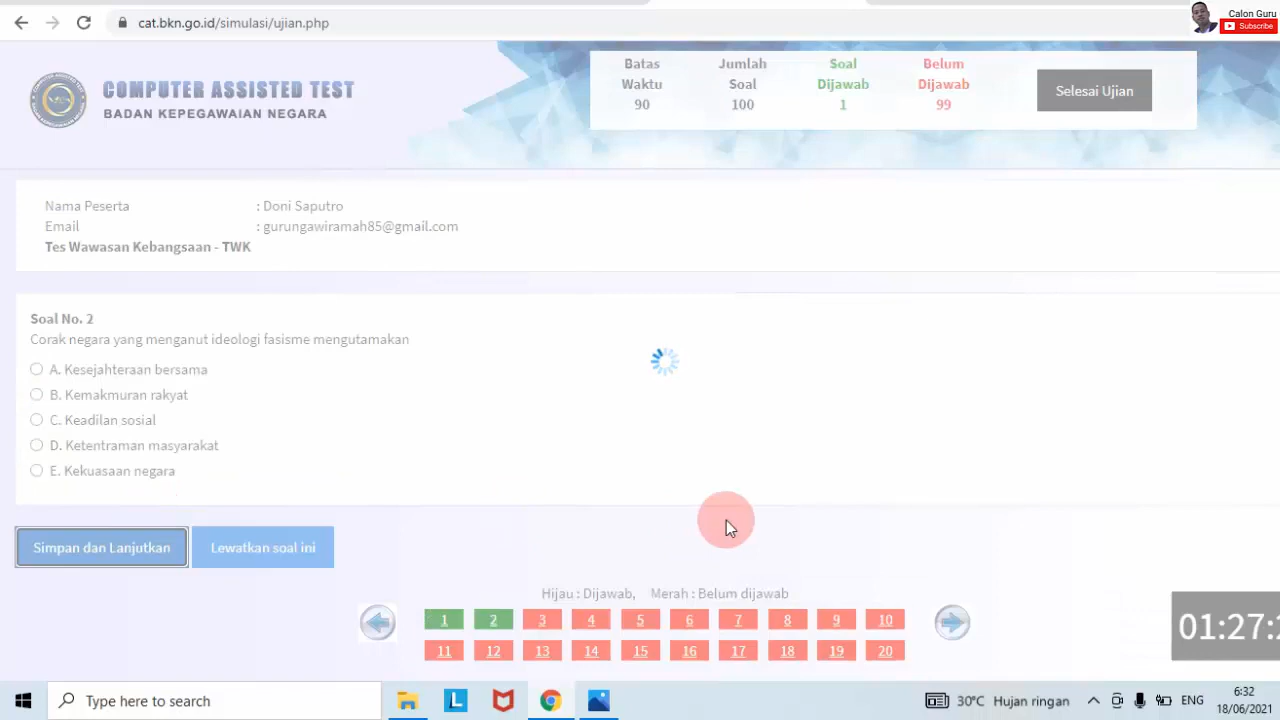 cat.bkn.go.id/simulasi/ujian.php
Calon Guru
Subscribe
COMPUTER ASSISTED TEST
BADAN KEPEGAWAIAN NEGARA
Batas Waktu 90
Jumlah Soal 100
Soal Dijawab 1
Belum Dijawab 99
Selesai Ujian
Nama Peserta : Doni Saputro
Email : gurungawiramah85@gmail.com
Tes Wawasan Kebangsaan - TWK
Soal No. 2
Corak negara yang menganut ideologi fasisme mengutamakan
A. Kesejahteraan bersama
B. Kemakmuran rakyat
C. Keadilan sosial
D. Ketentraman masyarakat
E. Kekuasaan negara
Simpan dan Lanjutkan Lewatkan soal ini
Hijau : Dijawab, Merah : Belum dijawab
1 2 3 4 5 6 7 8 9 10
11 12 13 14 15 16 17 18 19 20
01:27:
Type here to search
30°C Hujan ringan
ENG
6:32
18/06/2021